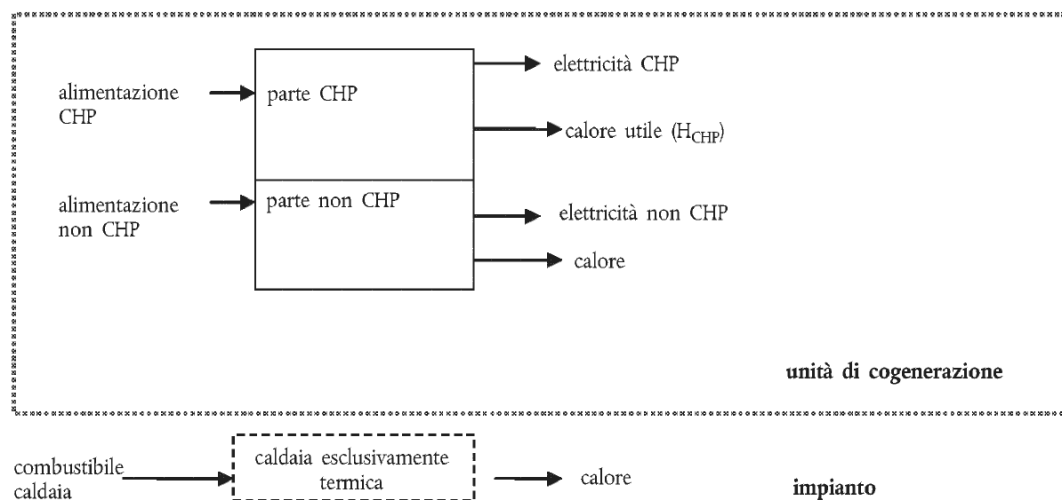 elettricità CHP
alimentazione
CHP
parte CHP
calore utile (HCHP)
alimentazione
non CHP
parte non CHP
elettricità non CHP
calore
unità di cogenerazione
combustibile
caldaia
caldaia esclusivamente
termica
calore
impianto